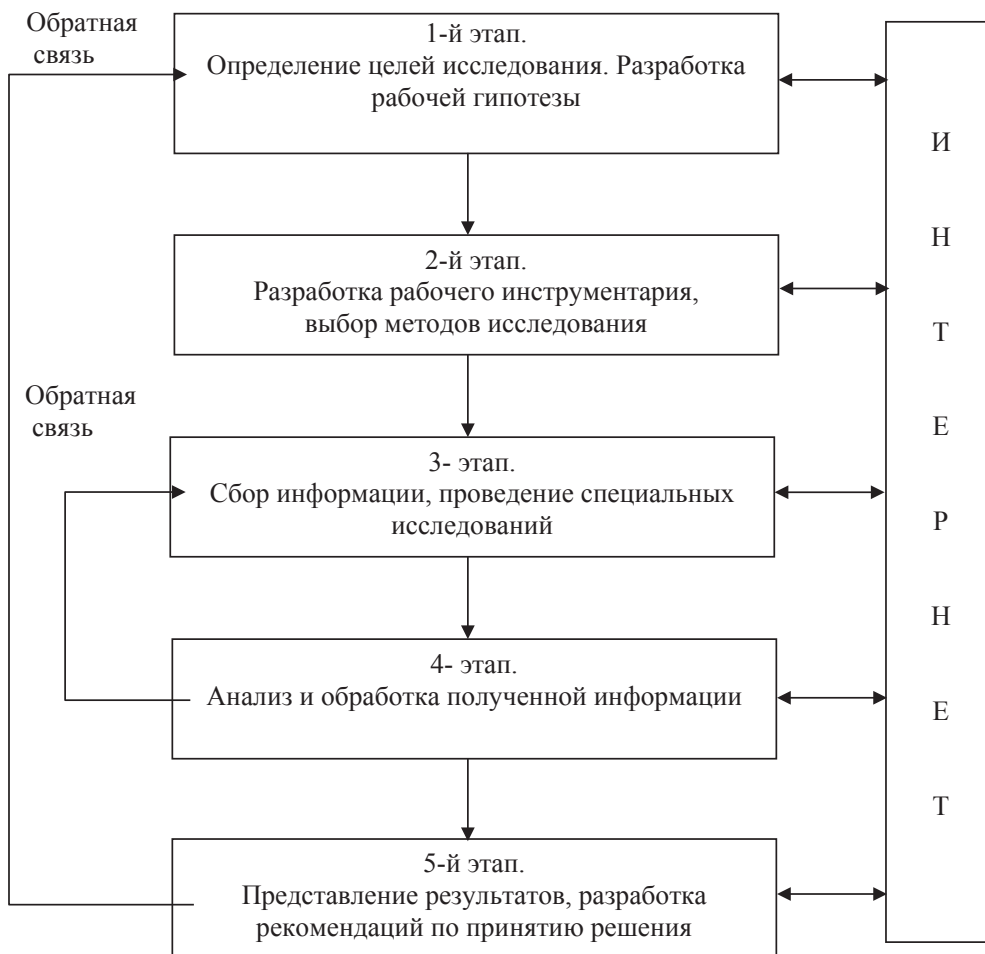 Обратная
связь
1-й этап.
Определение целей исследования. Разработка
рабочей гипотезы
2-й этап.
Разработка рабочего инструментария,
выбор методов исследования
Обратная
связь
3- этап.
Сбор информации, проведение специальных
исследований
4- этап.
Анализ и обработка полученной информации
5-й этап.
Представление результатов, разработка
рекомендаций по принятию решения
И
Н
Т
Е
Р
Н
Е
Т